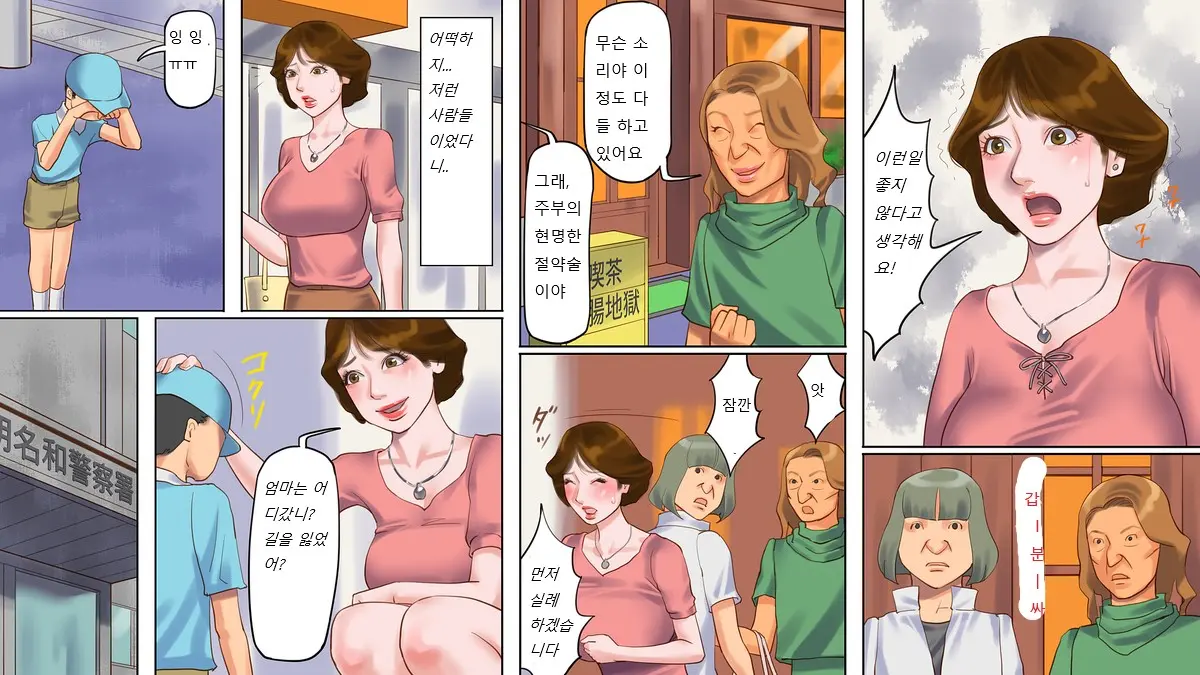 무슨 소
리야 이
정도 다
들 하고
있어요
그래,
주부의
현명한
절약술
이야
喫茶
腸地獄
이런일
좋지
않다고
생각해
요!
갑
ㅣ
분
ㅣ
싸
앗
잠깐
ダッ
먼저
실례
하겠습
니다
어떡하
지...
저런
사람들
이었다
니..
잉 잉
ㅠㅠ
엄마는 어
디갔니?
길을 잃었
어?
コクリ
名和警察署